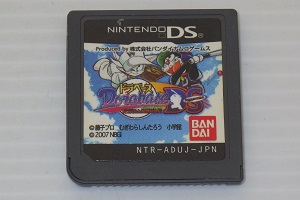 NINTENDO DS
Produced by 株式会社バンダイナムコゲームス
ドラベース
Dorabase DS
©藤子プロ むぎわらしんたろう 小学館
©2007 NBGI
BAN
DAI
NTR-ADUJ-JPN